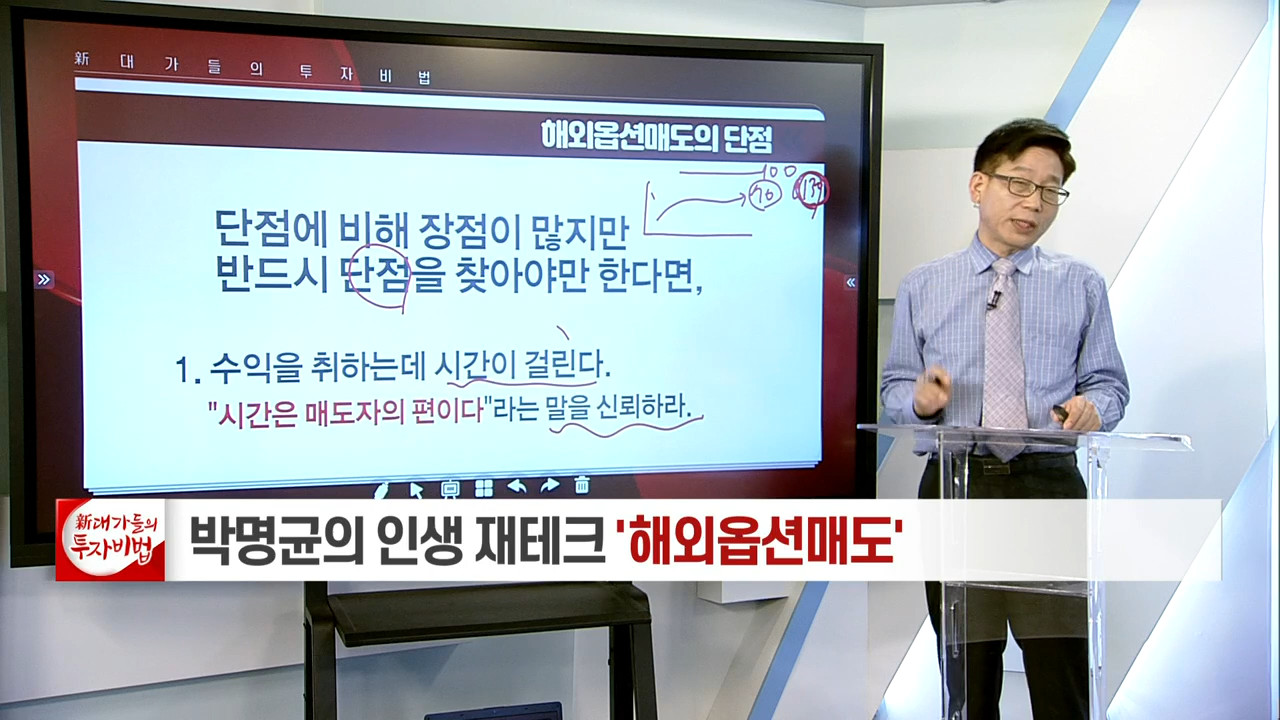 新 대가들의 투자비법
해외옵션매도의 단점
100
70
130
단점에 비해 장점이 많지만
반드시 단점을 찾아야만 한다면,
1. 수익을 취하는데 시간이 걸린다.
"시간은 매도자의 편이다"라는 말을 신뢰하라.
新대가들의
투자비법
박명균의 인생 재테크 '해외옵션매도'